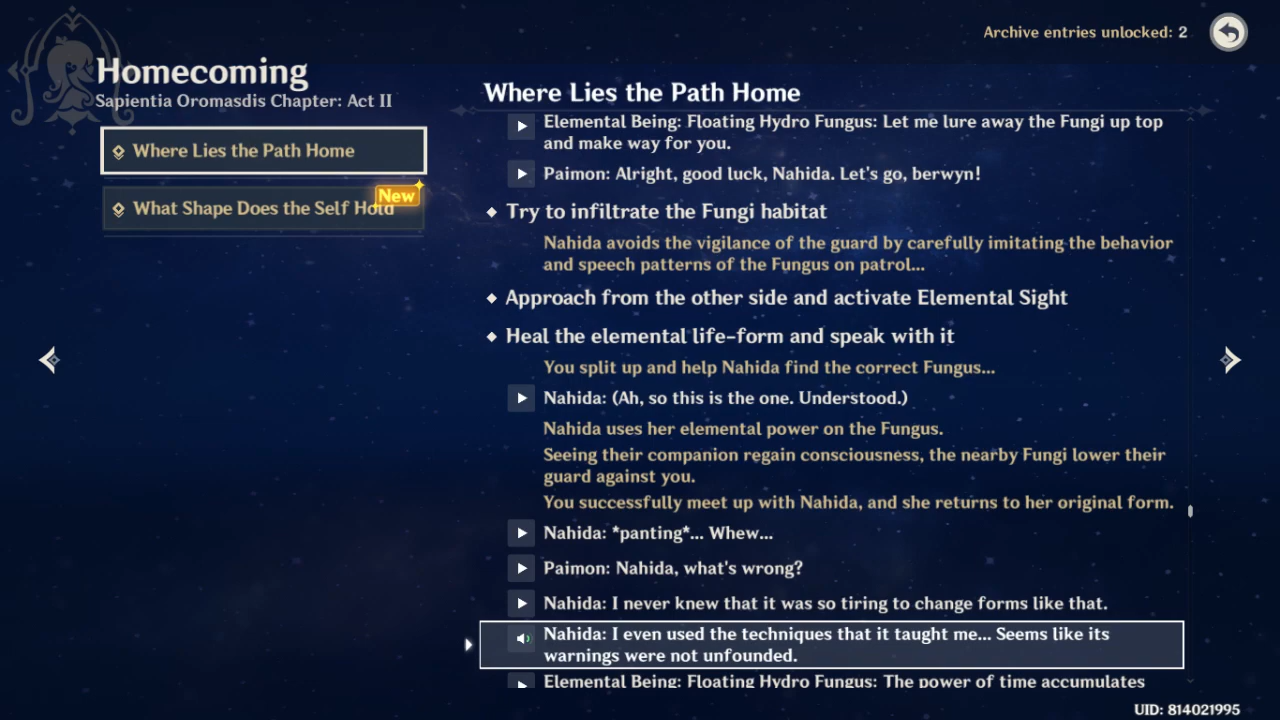 Archive entries unlocked: 2
Homecoming
Sapientia Oromasdis Chapter: Act II
Where Lies the Path Home
New
What Shape Does the Self Hold
Where Lies the Path Home
Elemental Being: Floating Hydro Fungus: Let me lure away the Fungi up top
and make way for you.
Paimon: Alright, good luck, Nahida. Let's go, berwyn!
Try to infiltrate the Fungi habitat
Nahida avoids the vigilance of the guard by carefully imitating the behavior
and speech patterns of the Fungus on patrol...
Approach from the other side and activate Elemental Sight
Heal the elemental life-form and speak with it
You split up and help Nahida find the correct Fungus...
Nahida: (Ah, so this is the one. Understood.)
Nahida uses her elemental power on the Fungus.
Seeing their companion regain consciousness, the nearby Fungi lower their
guard against you.
You successfully meet up with Nahida, and she returns to her original form.
Nahida: *panting*... Whew...
Paimon: Nahida, what's wrong?
Nahida: I never knew that it was so tiring to change forms like that.
Nahida: I even used the techniques that it taught me... Seems like its
warnings were not unfounded.
Elemental Being: Floating Hydro Fungus: The power of time accumulates
UID: 814021995